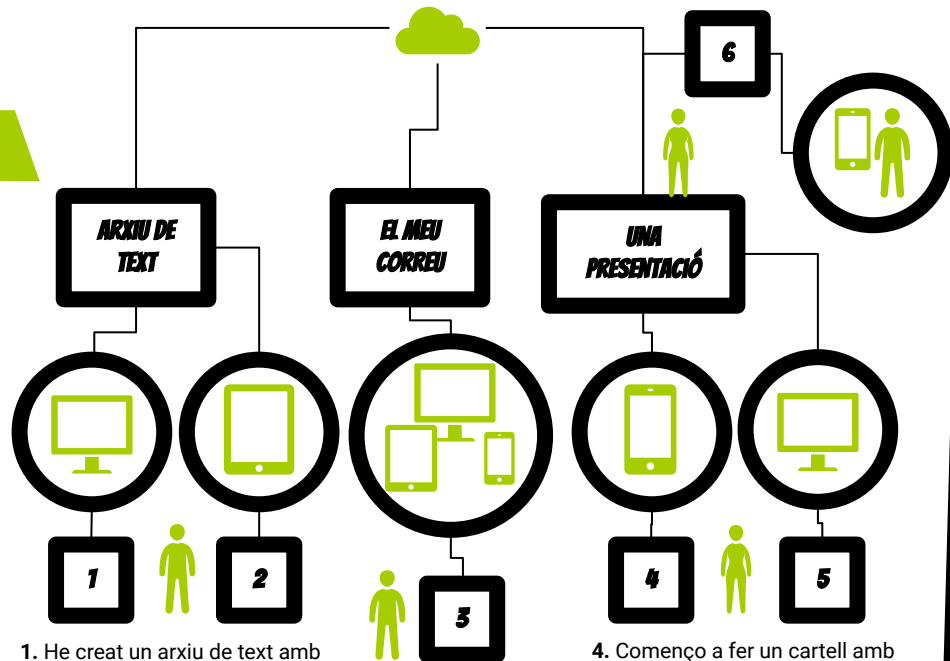 6
ARXIU DE
TEXT
EL MEU
CORREU
UNA
PRESENTACIÓ
1
2
3
4
5
1. He creat un arxiu de text amb
4. Començo a fer un cartell amb